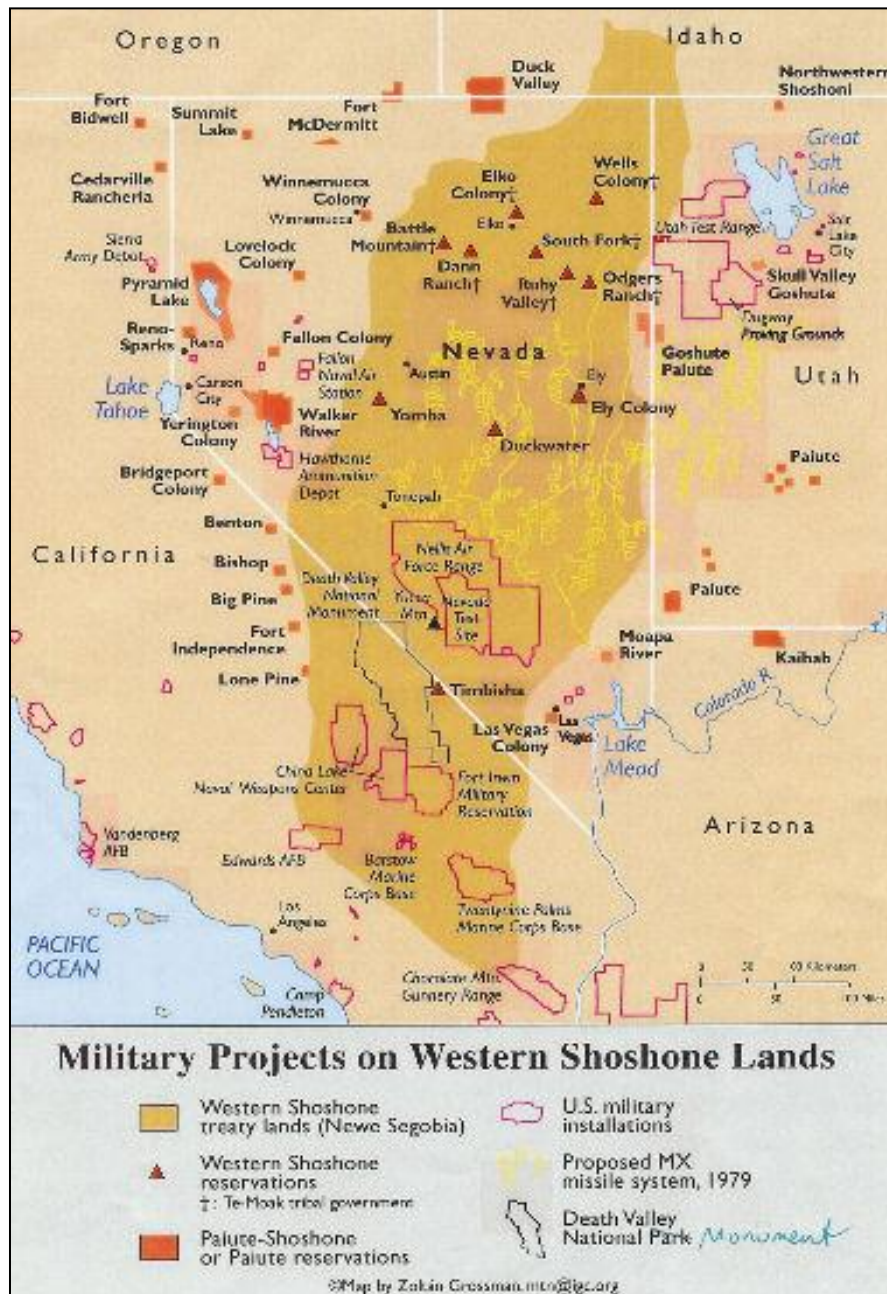 Oregon
Idaho
Duck
Valley
Northwestern
Shoshoni
Fort
Bidwell
Summit
Lake
Fort
McDermitt
Great
Salt
Lake
Cedarville
Rancheria
Winnemucca
Colony
Winnemucca
Elko
Colony†
Elko
Wells
Colony†
Battle
Mountain†
South Fork†
Utah Test Range
Salt
Lake
City
Sierra
Army Depot
Lovelock
Colony
Dann
Ranch†
Ruby
Valley†
Odgers
Ranch†
Skull Valley
Goshute
Pyramid
Lake
Dugway
Proving Grounds
Reno-
Sparks
Reno
Fallon Colony
Fallon
Naval Air
Station
Nevada
Austin
Ely
Goshute
Paiute
Utah
Lake
Tahoe
Carson
City
Yerington
Colony
Walker
River
Yomba
Ely Colony
Duckwater
Hawthorne
Ammunition
Depot
Bridgeport
Colony
Tonopah
Paiute
Benton
California
Nellis Air
Force Range
Bishop
Death Valley
National
Monument
Yucca
Mtn
Nevada
Test
Site
Big Pine
Paiute
Fort
Independence
Moapa
River
Kaibab
Lone Pine
Timbisha
Colorado R.
Las Vegas
Colony
Las
Vegas
Lake
Mead
China Lake
Naval Weapons Center
Fort Irwin
Military
Reservation
Arizona
Vandenberg
AFB
Edwards AFB
Barstow
Marine
Corps Base
Los
Angeles
Twentynine Palms
Marine Corps Base
PACIFIC
OCEAN
Camp
Pendleton
Chocolate Mtn.
Gunnery Range
Military Projects on Western Shoshone Lands
Western Shoshone
treaty lands (Newe Segobia)
Western Shoshone
reservations
† : Te-Moak tribal government
Paiute-Shoshone
or Paiute reservations
U.S. military
installations
Proposed MX
missile system, 1979
Death Valley
National Park Monument
©Map by Zoltán Grossman, mtn@igc.org